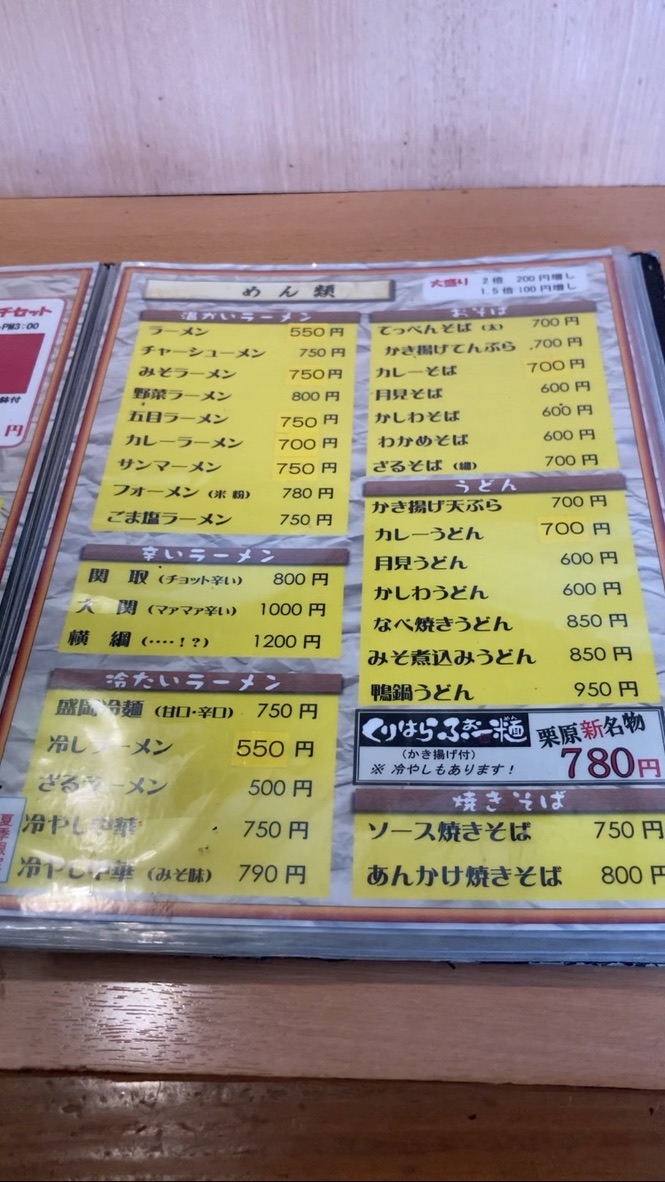 チセット
PM3:00
円
めん類
大盛り 2倍 200円増し
1.5倍 100円増し
温かいラーメン
ラーメン 550円
チャーシューメン 750円
みそラーメン 750円
野菜ラーメン 800円
五目ラーメン 750円
カレーラーメン 700円
サンマーメン 750円
フォーメン(米粉) 780円
ごま塩ラーメン 750円
辛いラーメン
関取(チョット辛い) 800円
大関(マァマァ辛い) 1000円
横綱(‥‥!?) 1200円
冷たいラーメン
盛岡冷麺(甘口・辛口) 750円
冷しラーメン 550円
ざるラーメン 500円
冷やし中華 750円
冷やし中華(みそ味) 790円
おそば
てっぺんそば(太) 700円
かき揚げてんぷら 700円
カレーそば 700円
月見そば 600円
かしわそば 600円
わかめそば 600円
ざるそば(細) 700円
うどん
かき揚げ天ぷら 700円
カレーうどん 700円
月見うどん 600円
かしわうどん 600円
なべ焼きうどん 850円
みそ煮込みうどん 850円
鴨鍋うどん 950円
くりはらふぉー麺 栗原新名物
(かき揚げ付)
※ 冷やしもあります! 780円
焼きそば
ソース焼きそば 750円
あんかけ焼きそば 800円